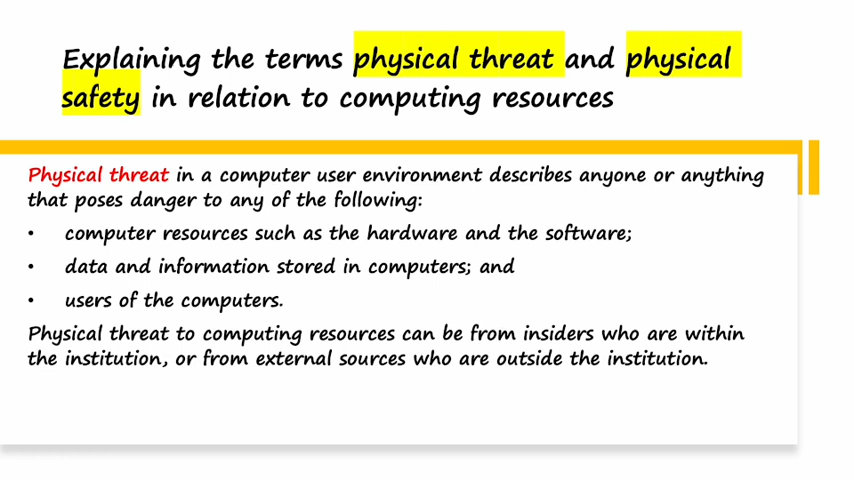 Explaining the terms physical threat and physical
safety in relation to computing resources
Physical threat in a computer user environment describes anyone or anything
that poses danger to any of the following:
• computer resources such as the hardware and the software;
• data and information stored in computers; and
• users of the computers.
Physical threat to computing resources can be from insiders who are within
the institution, or from external sources who are outside the institution.